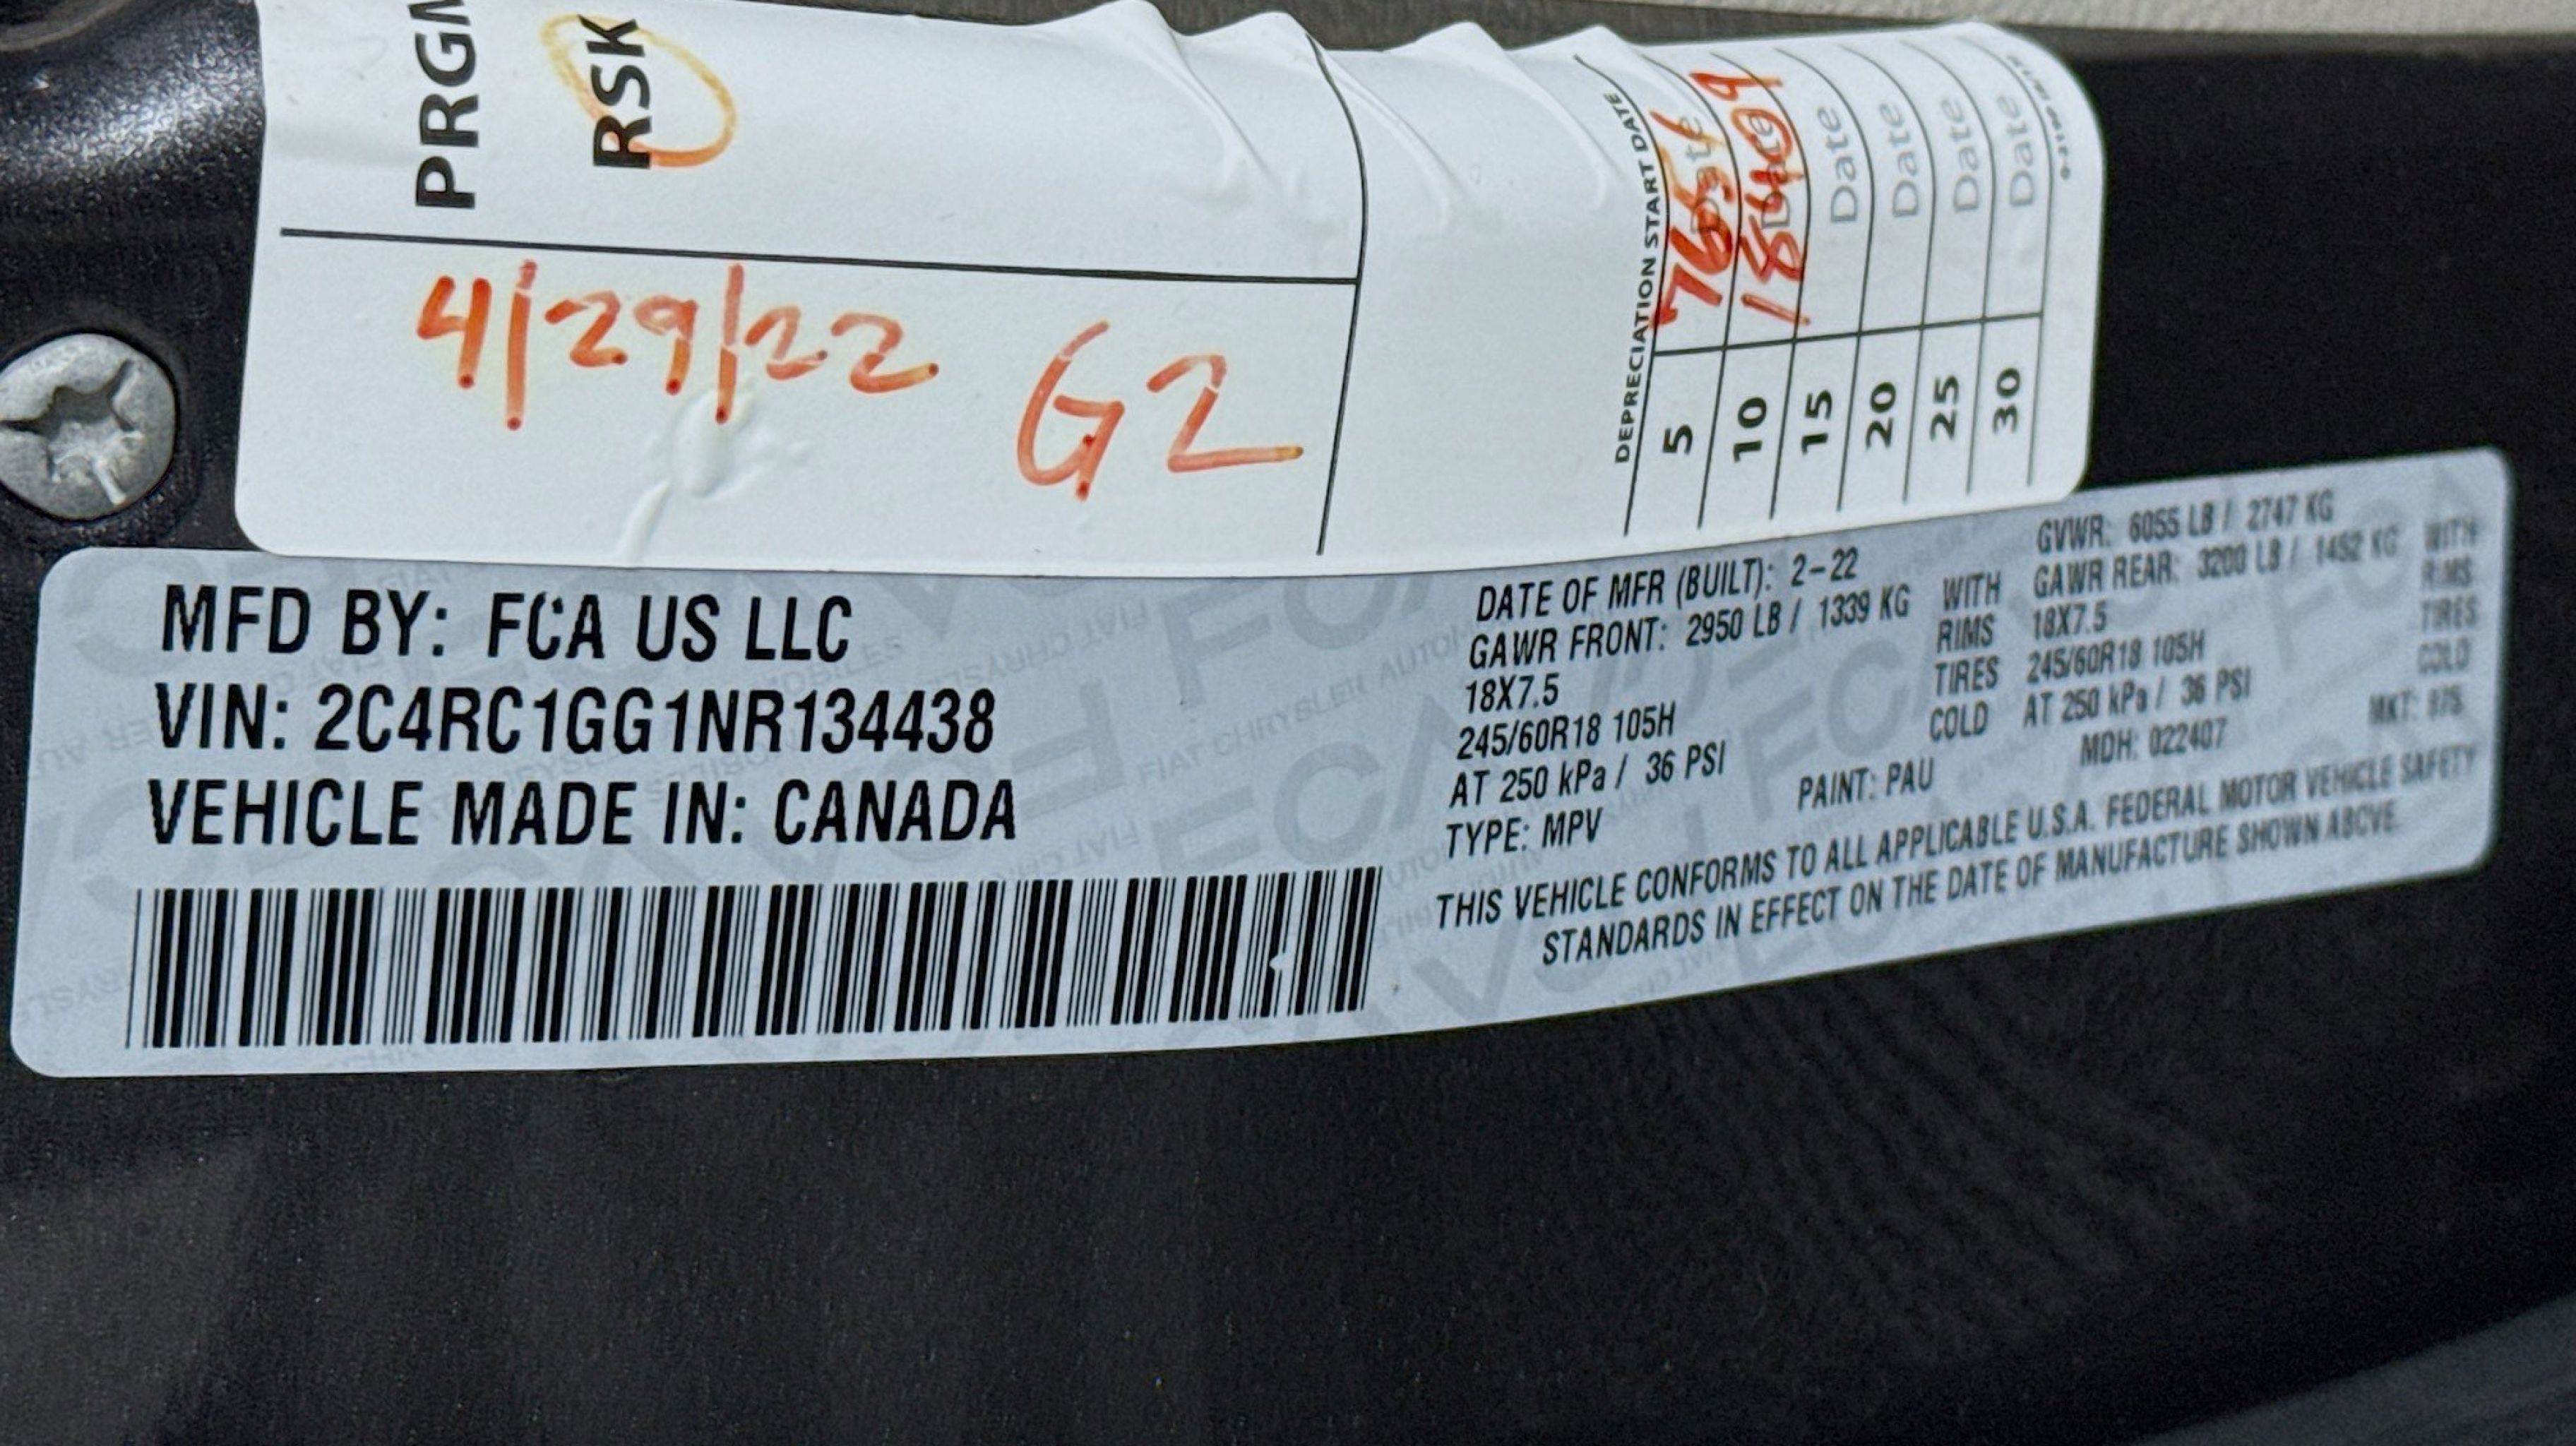 PRGM
RSK
4/29/22 G2
DEPRECIATION START DATE
5 Date 7651
10 Date 18409
15 Date
20 Date
25 Date
30 Date
MFD BY: FCA US LLC
VIN: 2C4RC1GG1NR134438
VEHICLE MADE IN: CANADA
DATE OF MFR (BUILT): 2-22 GVWR: 6055 LB / 2747 KG
GAWR FRONT: 2950 LB / 1339 KG WITH GAWR REAR: 3200 LB / 1452 KG WITH
18X7.5 RIMS 18X7.5 RIMS
245/60R18 105H TIRES 245/60R18 105H TIRES
AT 250 kPa / 36 PSI COLD AT 250 kPa / 36 PSI COLD
TYPE: MPV PAINT: PAU MDH: 022407 MKT:
THIS VEHICLE CONFORMS TO ALL APPLICABLE U.S.A. FEDERAL MOTOR VEHICLE SAFETY
STANDARDS IN EFFECT ON THE DATE OF MANUFACTURE SHOWN ABOVE.